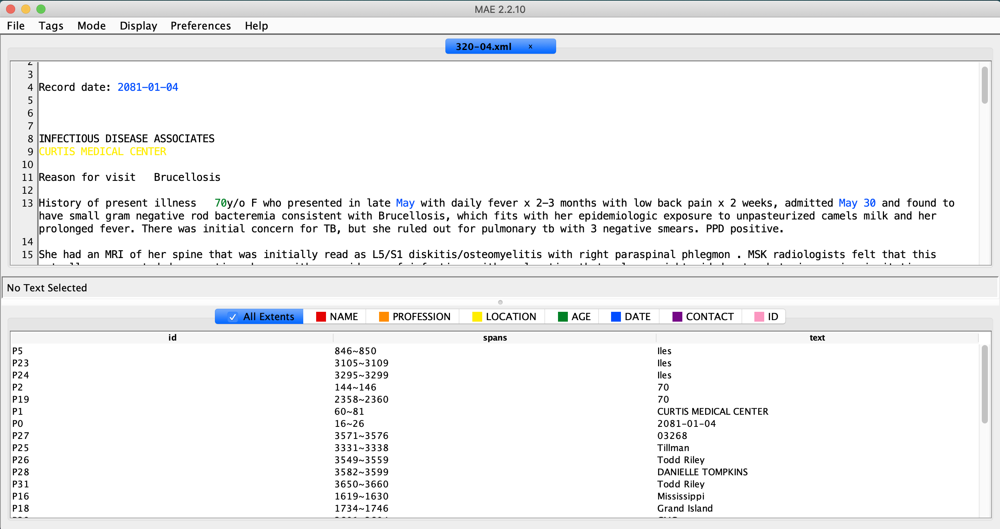 MAE 2.2.10
File Tags Mode Display Preferences Help
320-04.xml x
2
3
4 Record date: 2081-01-04
5
6
7
8 INFECTIOUS DISEASE ASSOCIATES
9 CURTIS MEDICAL CENTER
10
11 Reason for visit   Brucellosis
12
13 History of present illness   70y/o F who presented in late May with daily fever x 2-3 months with low back pain x 2 weeks, admitted May 30 and found to
have small gram negative rod bacteremia consistent with Brucellosis, which fits with her epidemiologic exposure to unpasteurized camels milk and her
prolonged fever. There was initial concern for TB, but she ruled out for pulmonary tb with 3 negative smears. PPD positive.
14
15 She had an MRI of her spine that was initially read as L5/S1 diskitis/osteomyelitis with right paraspinal phlegmon . MSK radiologists felt that this
No Text Selected
All Extents NAME PROFESSION LOCATION AGE DATE CONTACT ID
id spans text
P5 846~850 Iles
P23 3105~3109 Iles
P24 3295~3299 Iles
P2 144~146 70
P19 2358~2360 70
P1 60~81 CURTIS MEDICAL CENTER
P0 16~26 2081-01-04
P27 3571~3576 03268
P25 3331~3338 Tillman
P26 3549~3559 Todd Riley
P28 3582~3599 DANIELLE TOMPKINS
P31 3650~3660 Todd Riley
P16 1619~1630 Mississippi
P18 1734~1746 Grand Island